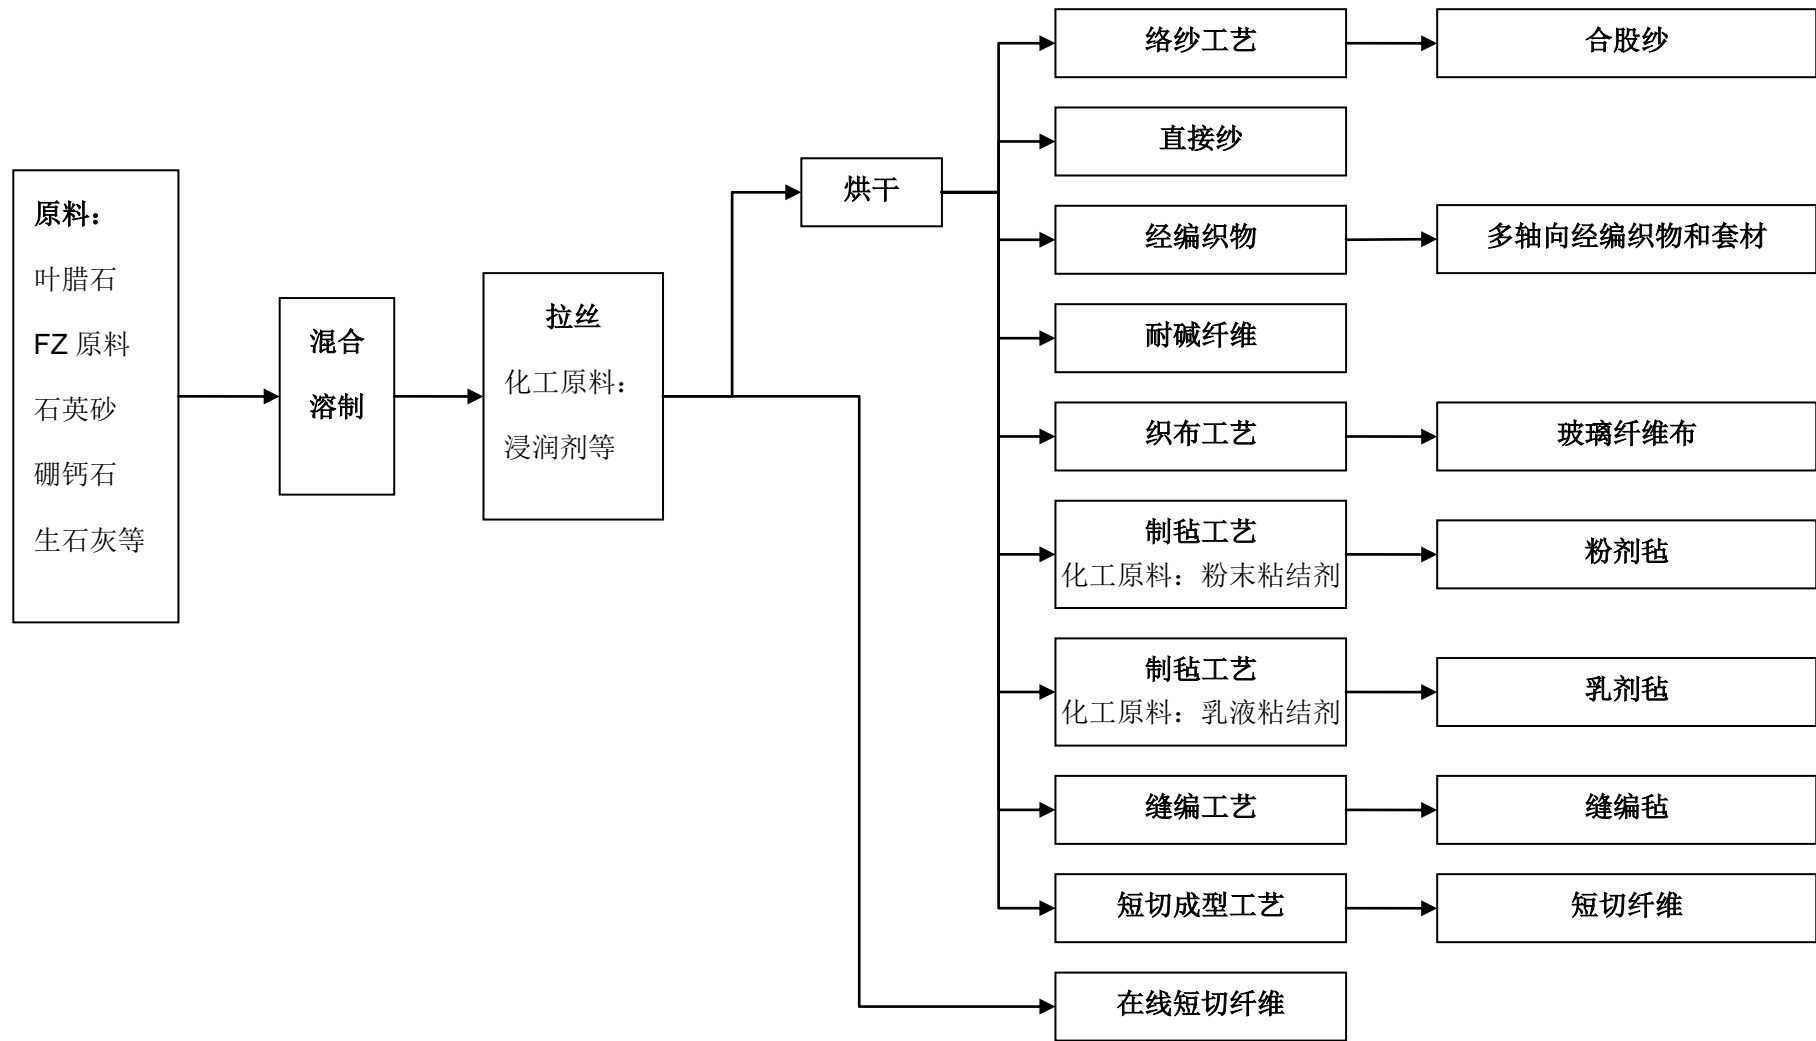 原料：
叶腊石
FZ 原料
石英砂
硼钙石
生石灰等
混合
溶制
拉丝
化工原料：
浸润剂等
烘干
络纱工艺
合股纱
直接纱
经编织物
多轴向经编织物和套材
耐碱纤维
织布工艺
玻璃纤维布
制毡工艺
化工原料：粉末粘结剂
粉剂毡
制毡工艺
化工原料：乳液粘结剂
乳剂毡
缝编工艺
缝编毡
短切成型工艺
短切纤维
在线短切纤维